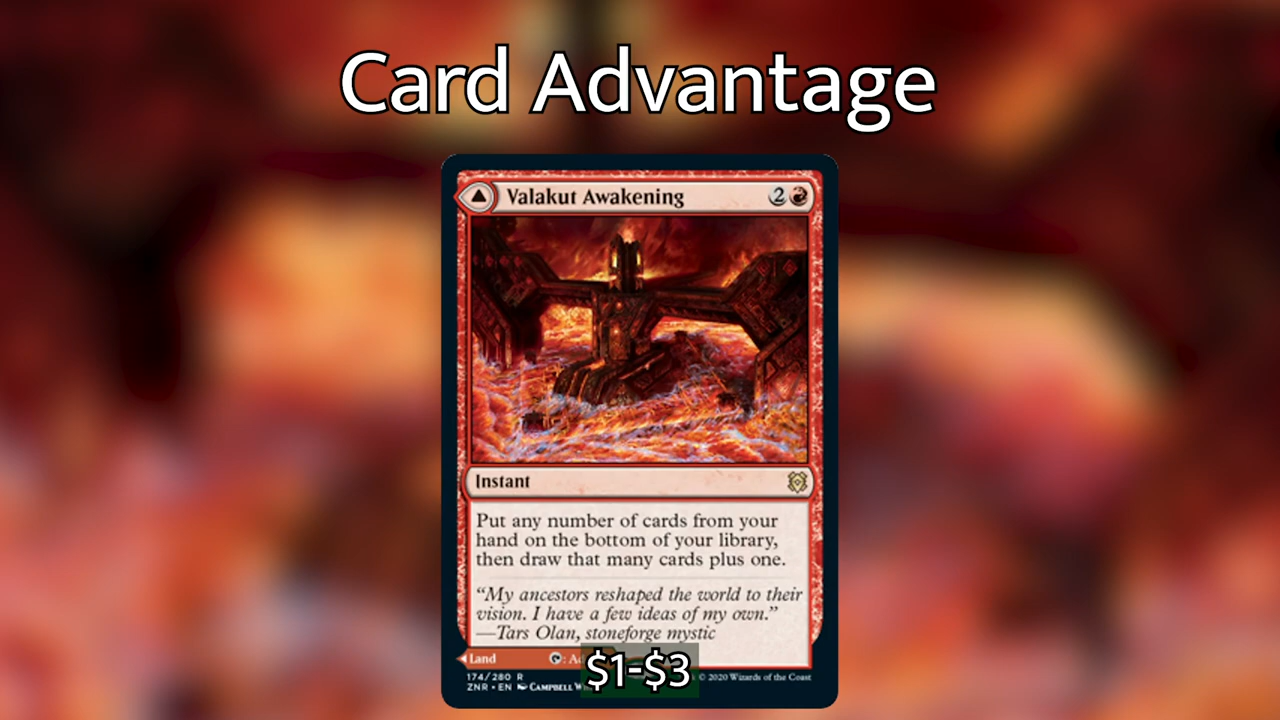 Card Advantage
Valakut Awakening 2
Instant
Put any number of cards from your
hand on the bottom of your library,
then draw that many cards plus one.
“My ancestors reshaped the world to their
vision. I have a few ideas of my own.”
—Tars Olan, stoneforge mystic
Land
$1-$3
174/280 R
ZNR • EN CAMPBELL © 2020 Wizards of the Coast